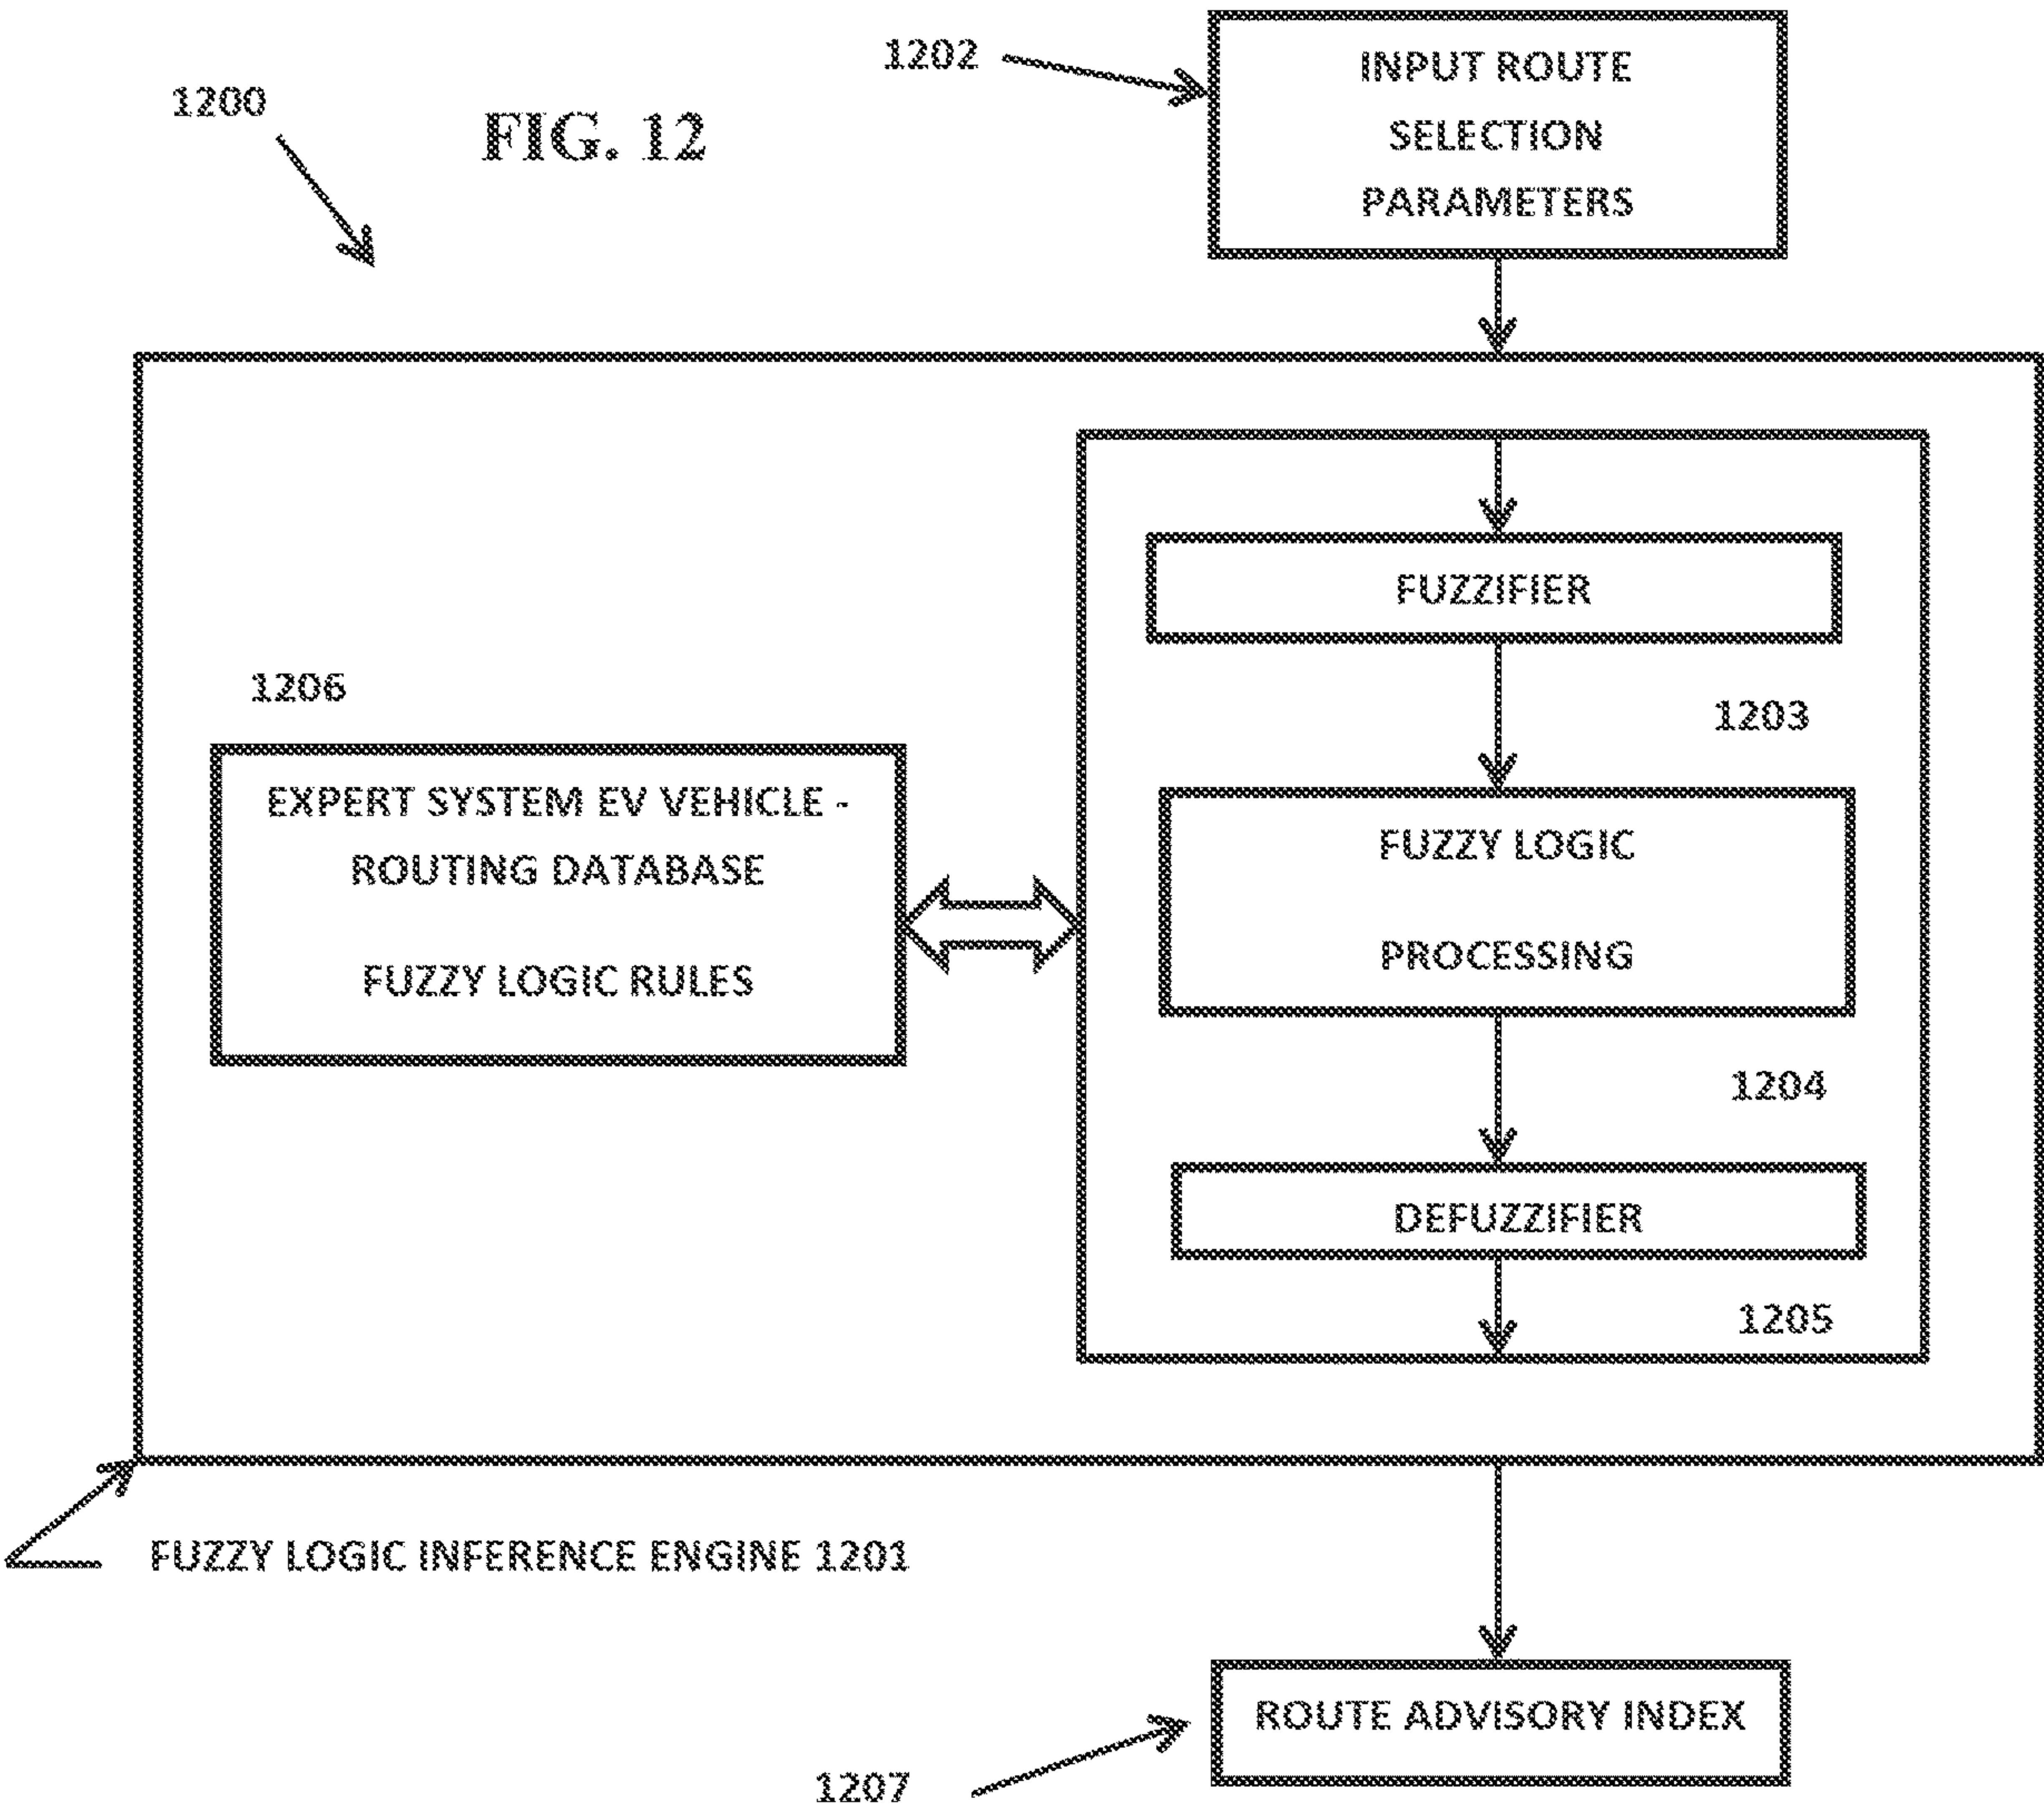 1202
INPUT ROUTE
SELECTION
PARAMETERS
1200
FIG. 12
FUZZIFIER
1203
1206
EXPERT SYSTEM EV VEHICLE -
ROUTING DATABASE
FUZZY LOGIC RULES
FUZZY LOGIC
PROCESSING
1204
DEFUZZIFIER
1205
FUZZY LOGIC INFERENCE ENGINE 1201
ROUTE ADVISORY INDEX
1207